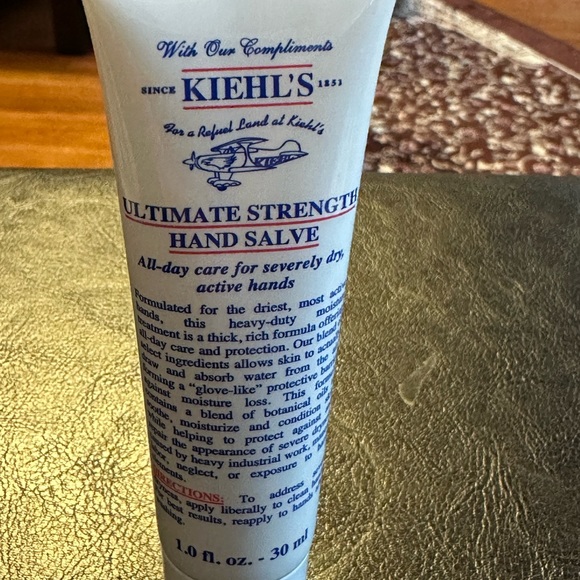 With Our Compliments
SINCE KIEHL'S 1851
For a Refuel Land at Kiehl's
KIEHL'S
ULTIMATE STRENGTH
HAND SALVE
All-day care for severely dry,
active hands
Formulated for the driest, most
hands, this heavy-duty
treatment is a thick, rich formula
all-day care and protection. Our
select ingredients allows skin to
draw and absorb water from the
forming a “glove-like” protective
against moisture loss. This
contains a blend of botanical oils
soothe, moisturize and condition
helping to protect against
repair the appearance of severe
caused by heavy industrial work,
neglect, or exposure to
DIRECTIONS: To address
apply liberally to clean
best results, reapply to hands
1.0 fl. oz. - 30 ml